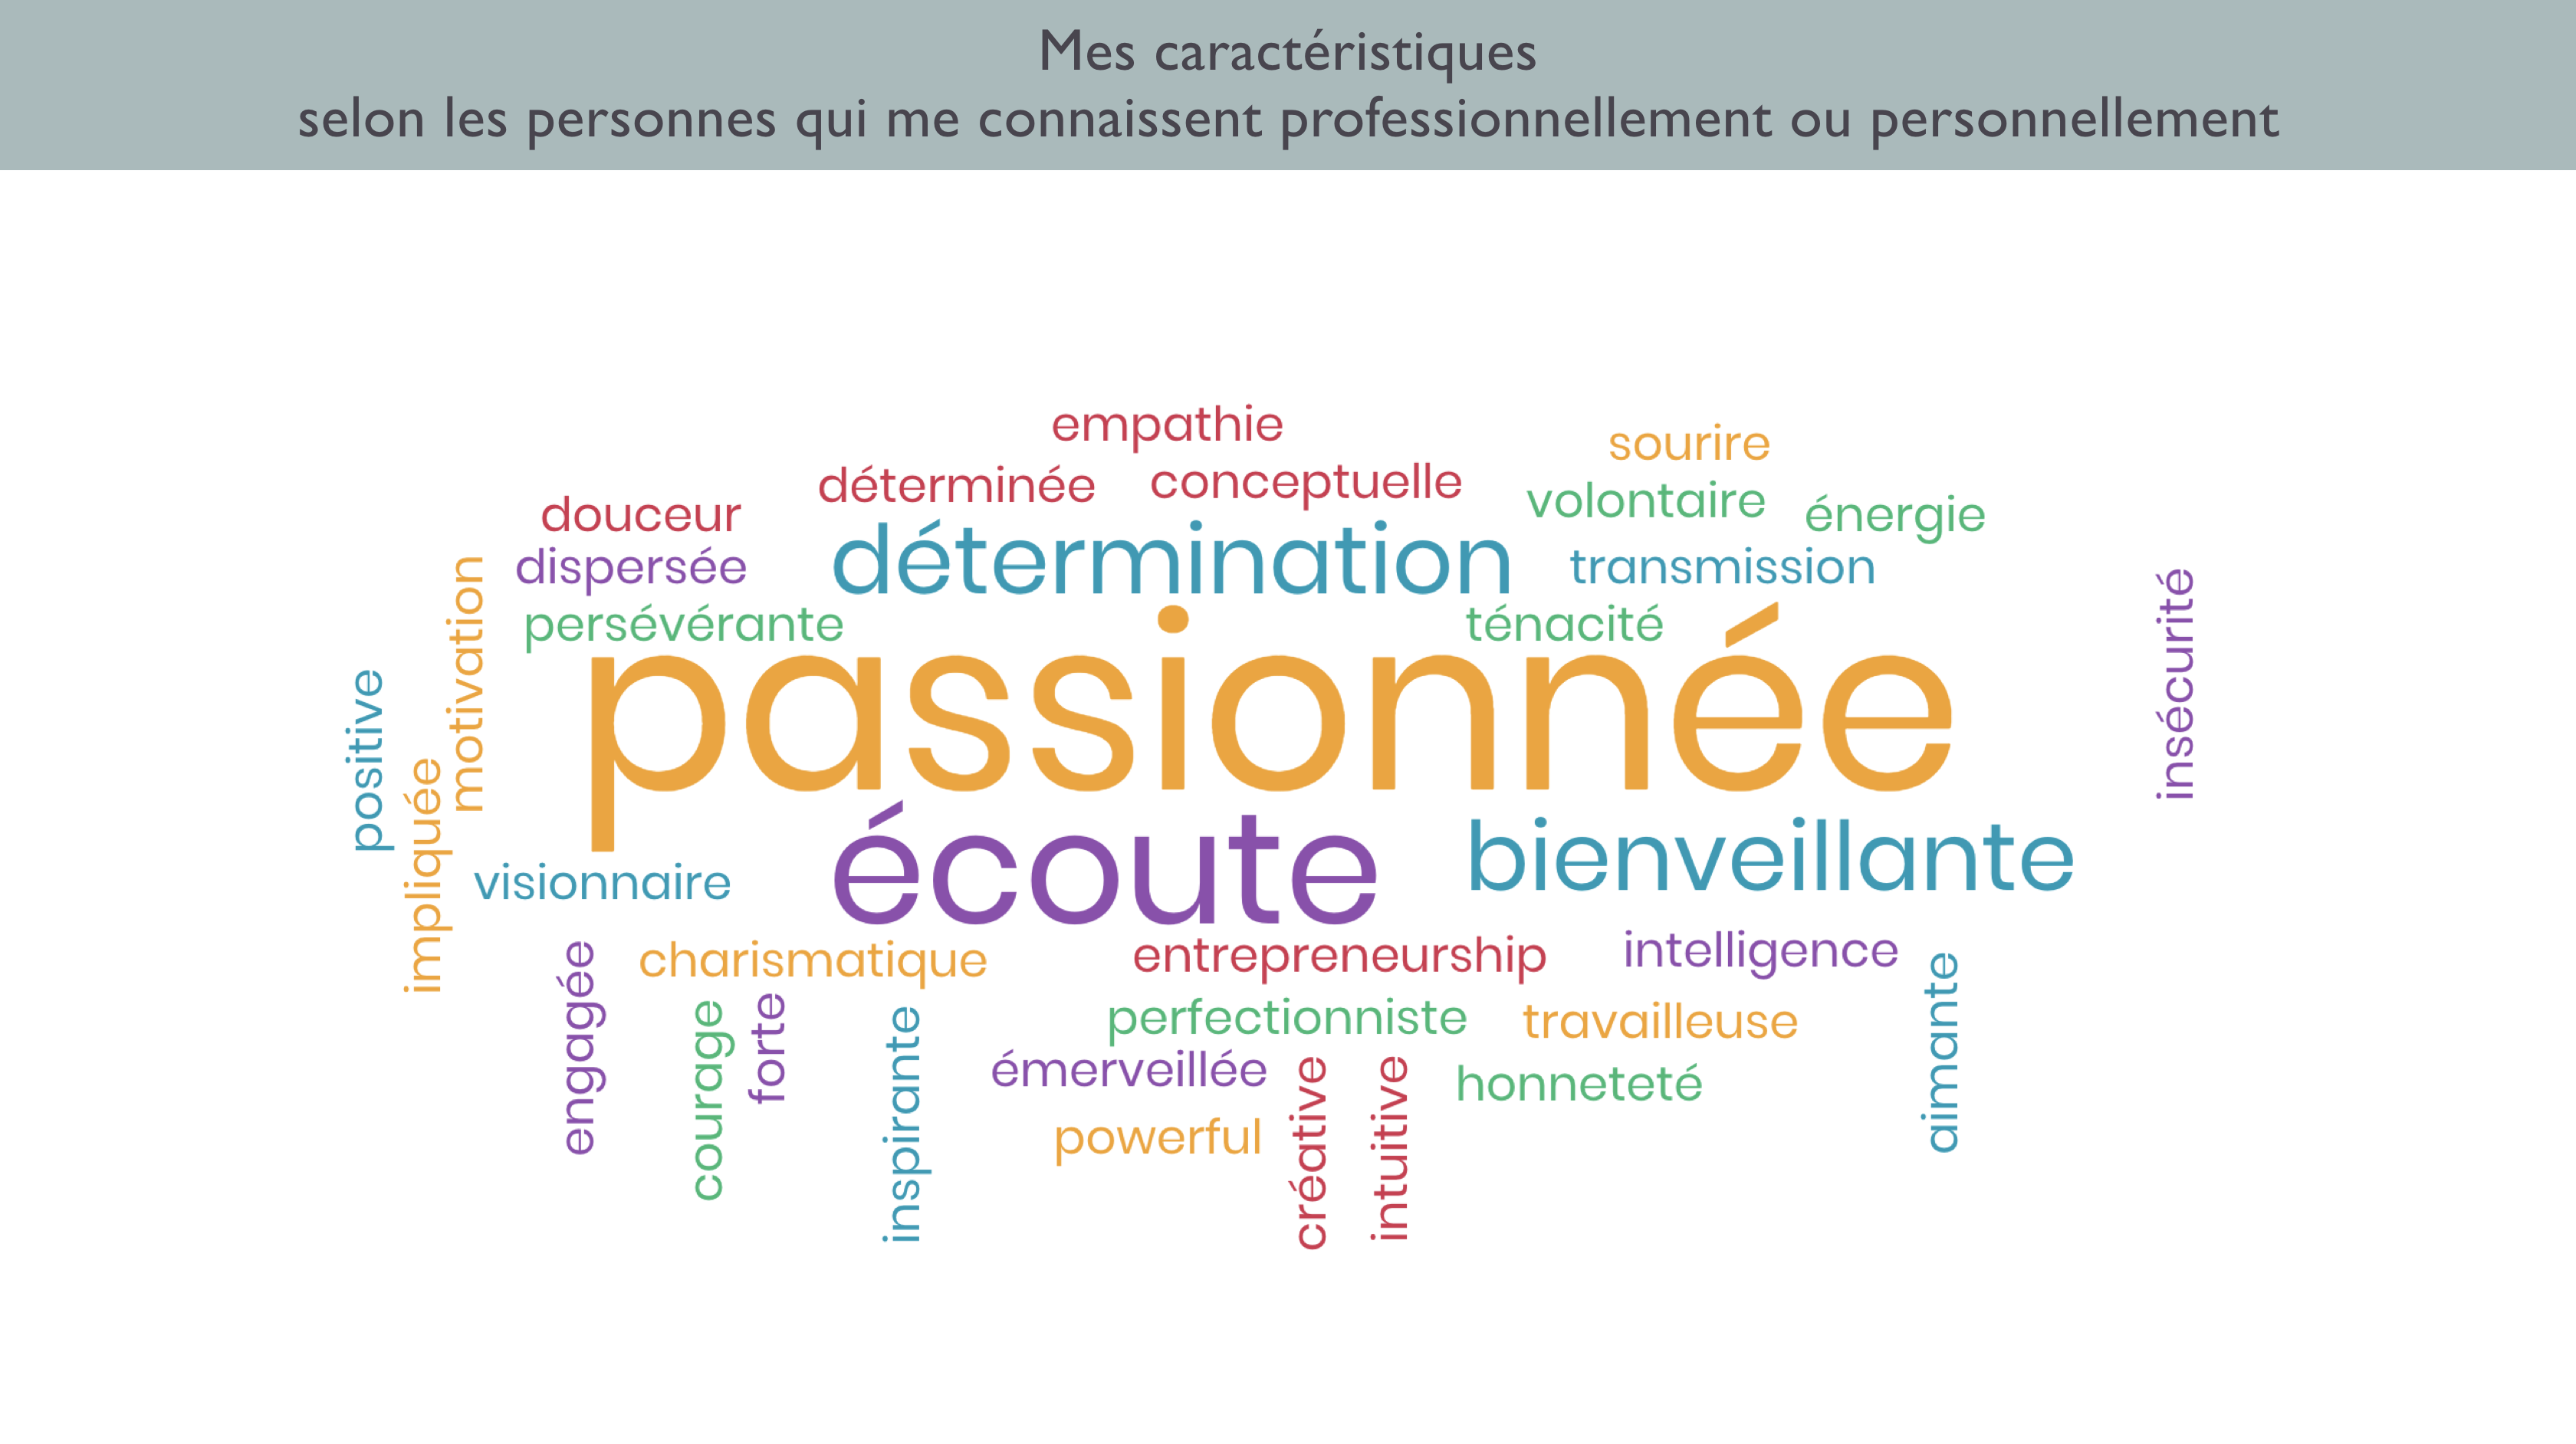 Mes caractéristiques
selon les personnes qui me connaissent professionnellement ou personnellement
empathie
sourire
déterminée
conceptuelle
volontaire
énergie
douceur
dispersée
détermination
transmission
persévérante
ténacité
insécurité
motivation
positive
passionnée
impliquée
visionnaire
écoute
bienveillante
charismatique
entrepreneurship
intelligence
engagée
courage
forte
inspirante
perfectionniste
travailleuse
aimante
émerveillée
honneteté
powerful
créative
intuitive